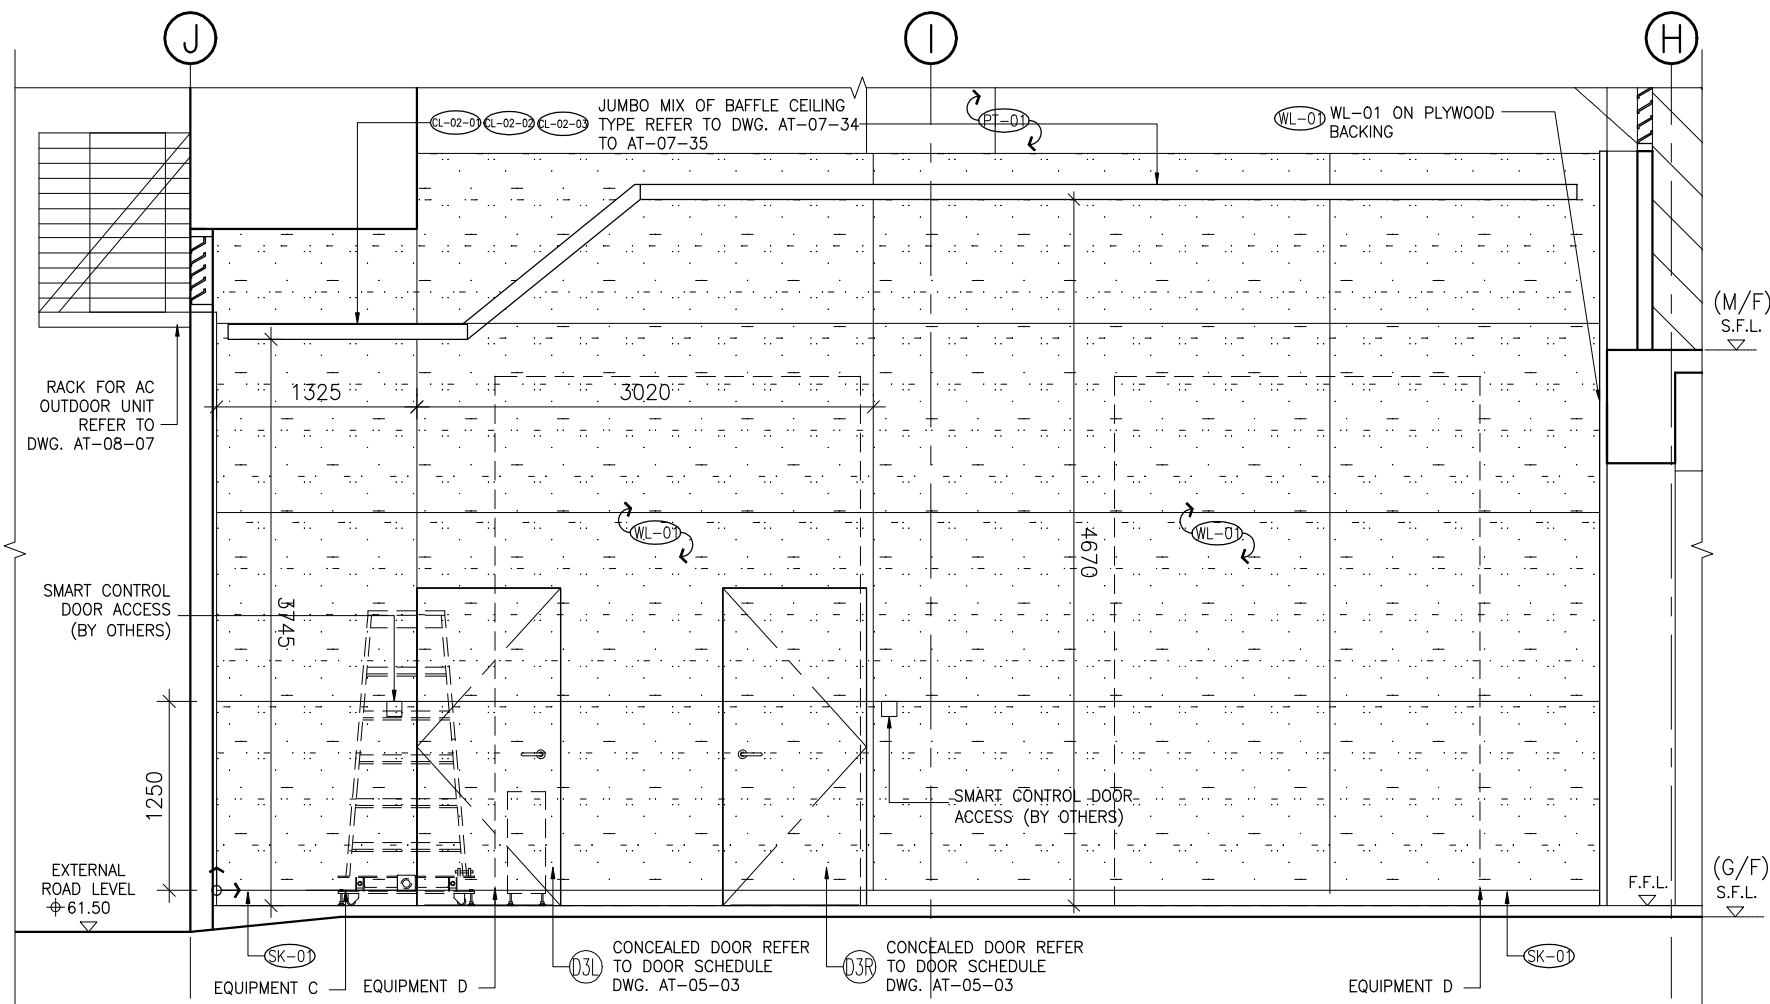 J
I
H
CL-02-01
CL-02-02
CL-02-03
JUMBO MIX OF BAFFLE CEILING
TYPE REFER TO DWG. AT-07-34
TO AT-07-35
PT-01
WL-01
WL-01 ON PLYWOOD
BACKING
(M/F)
S.F.L.
RACK FOR AC
OUTDOOR UNIT
REFER TO
DWG. AT-08-07
1325
3020
WL-01
WL-01
4670
3745
SMART CONTROL
DOOR ACCESS
(BY OTHERS)
1250
SMART CONTROL DOOR
ACCESS (BY OTHERS)
EXTERNAL
ROAD LEVEL
61.50
F.F.L.
(G/F)
S.F.L.
SK-01
EQUIPMENT C
EQUIPMENT D
D3L
CONCEALED DOOR REFER
TO DOOR SCHEDULE
DWG. AT-05-03
D3R
CONCEALED DOOR REFER
TO DOOR SCHEDULE
DWG. AT-05-03
SK-01
EQUIPMENT D